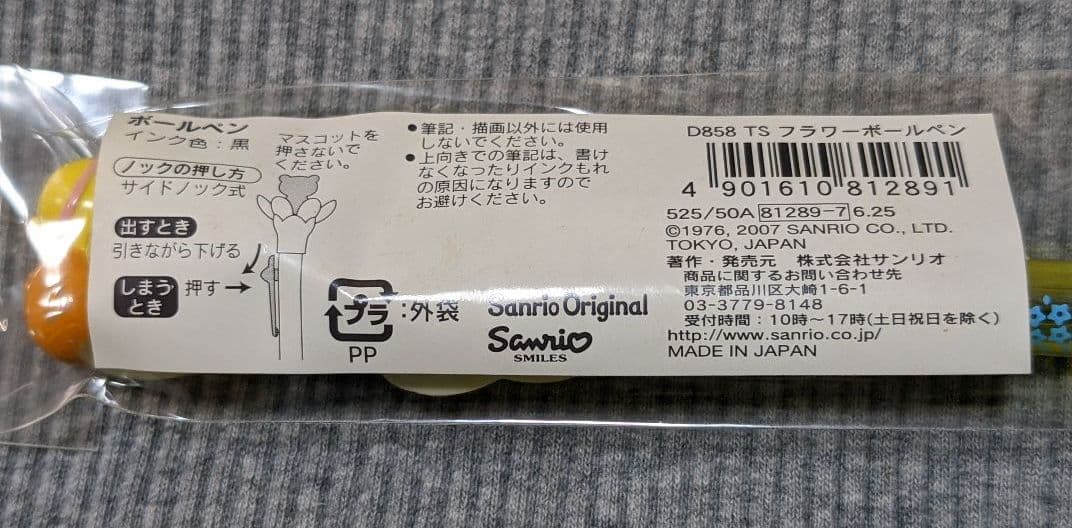 ボールペン
インク色：黒
ノックの押し方
サイドノック式
マスコットを
押さないで
ください。
出すとき
引きながら下げる
しまう
とき
押す→
●筆記・描画以外には使用
しないでください。
●上向きでの筆記は、書け
なくなったりインクもれ
の原因になりますので
お避けください。
プラ
:外袋
PP
Sanrio Original
Sanrio
SMILES
D858 TS フラワーボールペン
4 901610 812891
525/50A 81289-7 6.25
©1976, 2007 SANRIO CO., LTD.
TOKYO, JAPAN
著作・発売元 株式会社サンリオ
商品に関するお問い合わせ先
東京都品川区大崎1-6-1
03-3779-8148
受付時間：10時〜17時(土日祝日を除く)
http://www.sanrio.co.jp/
MADE IN JAPAN